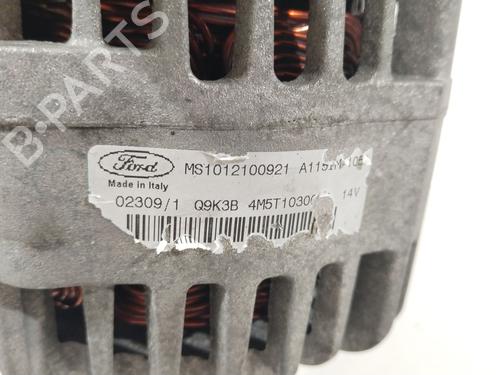 B-PARTS
Ford
MS1012100921
Made in Italy
02309/1 Q9K3B 14V